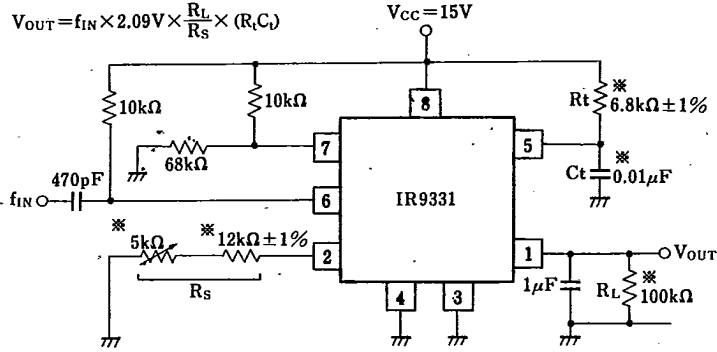 V_OUT = f_IN × 2.09V × R_L/R_S × (R_tC_t)
V_CC = 15V
10kΩ
10kΩ
8
Rt
※
6.8kΩ±1%
7
68kΩ
5
Ct
※
0.01μF
470pF
f_IN
6
IR9331
※
5kΩ
※
12kΩ±1%
2
R_S
1
V_OUT
1μF
R_L
※
100kΩ
4
3